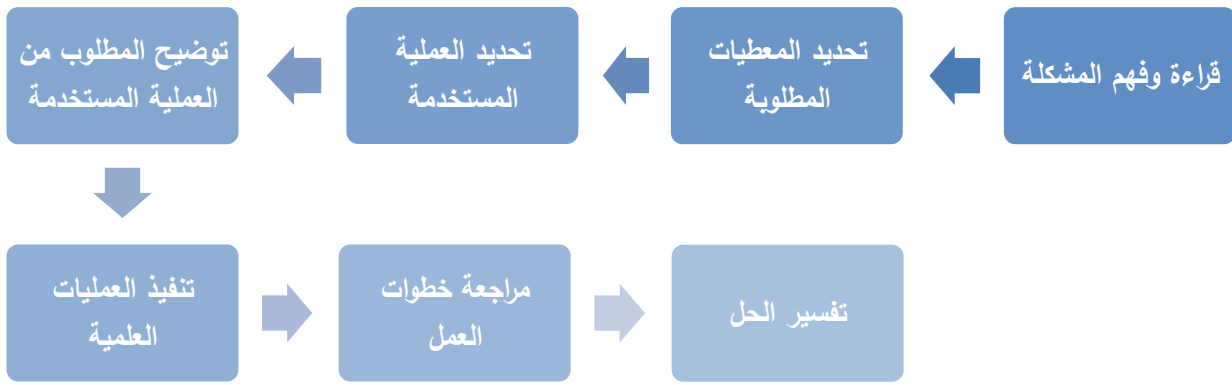 قراءة وفهم المشكلة
تحديد المعطيات
المطلوبة
تحديد العملية
المستخدمة
توضيح المطلوب من
العملية المستخدمة
تنفيذ العمليات
العلمية
مراجعة خطوات
العمل
تفسير الحل